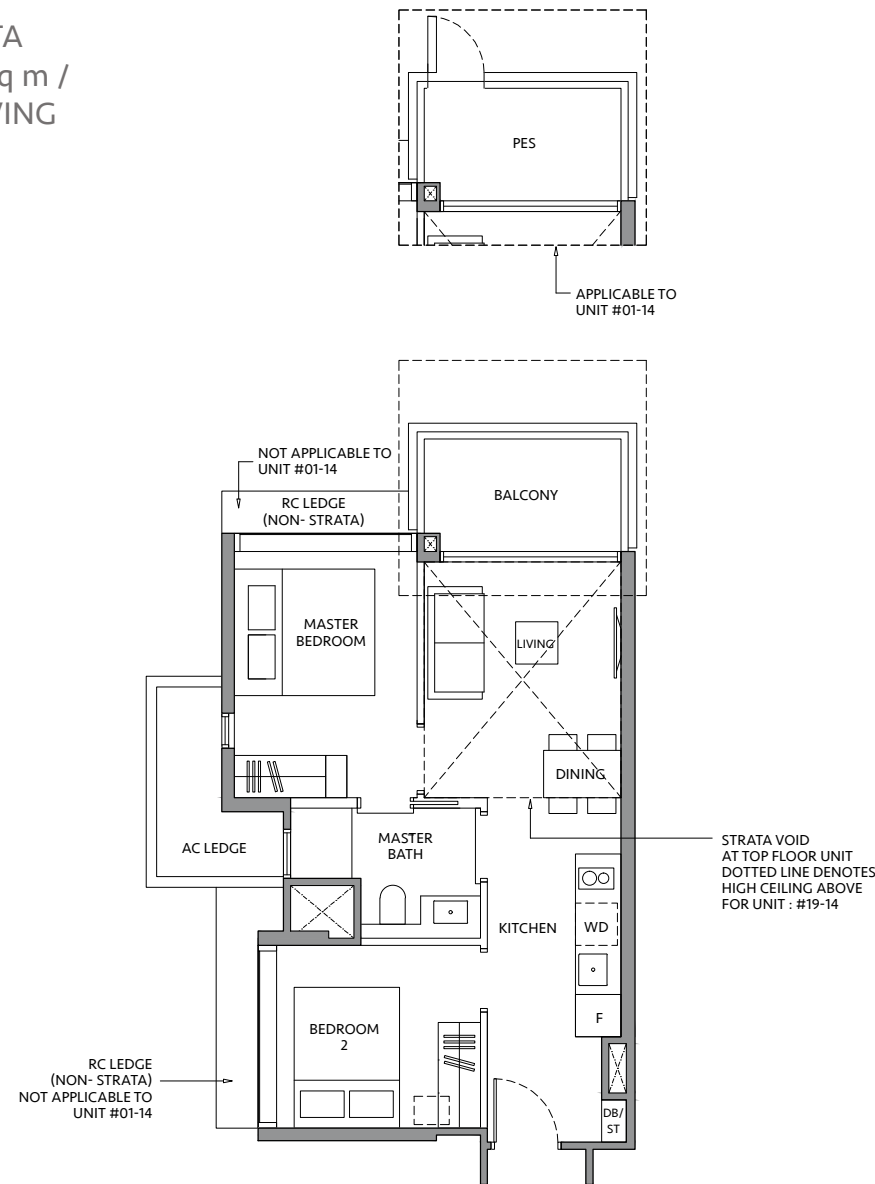 PES
APPLICABLE TO
UNIT #01-14
NOT APPLICABLE TO
UNIT #01-14
RC LEDGE
(NON- STRATA)
BALCONY
MASTER
BEDROOM
LIVING
DINING
AC LEDGE
MASTER
BATH
STRATA VOID
AT TOP FLOOR UNIT
DOTTED LINE DENOTES
HIGH CEILING ABOVE
FOR UNIT : #19-14
KITCHEN
WD
F
BEDROOM
2
RC LEDGE
(NON- STRATA)
NOT APPLICABLE TO
UNIT #01-14
DB/
ST